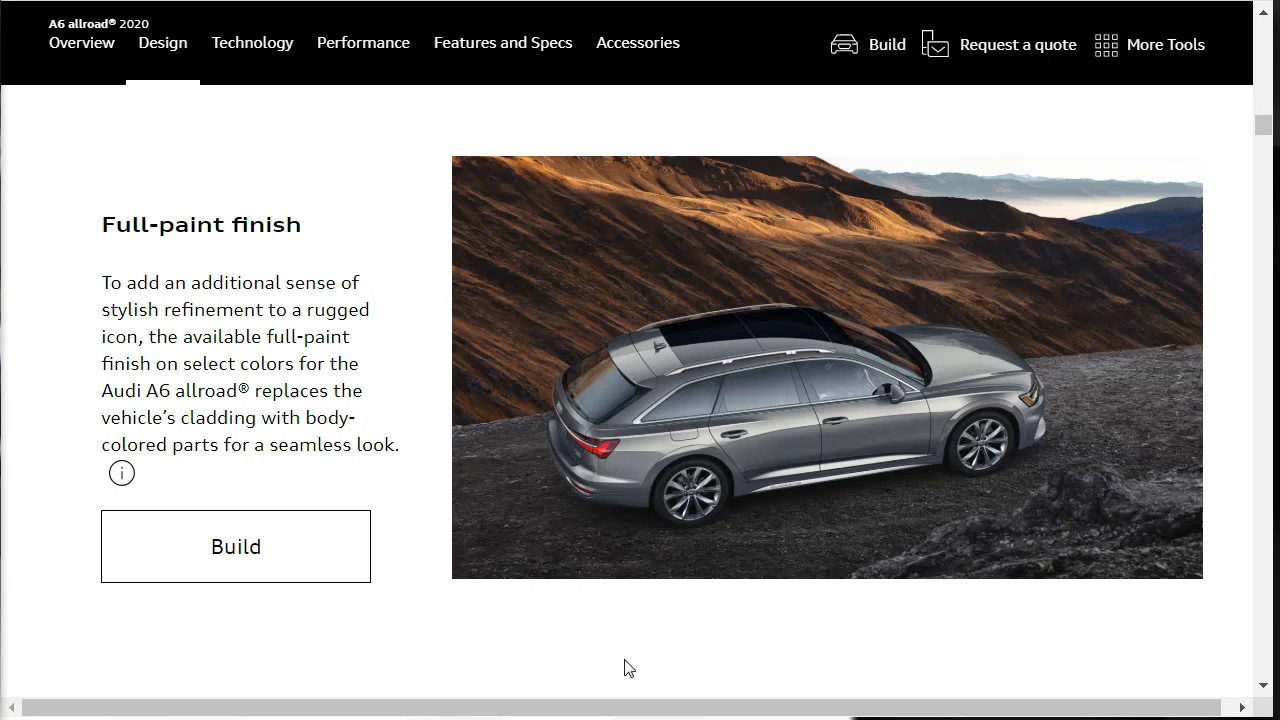 A6 allroad® 2020
Overview Design Technology Performance Features and Specs Accessories Build Request a quote More Tools
Full-paint finish
To add an additional sense of
stylish refinement to a rugged
icon, the available full-paint
finish on select colors for the
Audi A6 allroad® replaces the
vehicle’s cladding with body-
colored parts for a seamless look.
i
Build